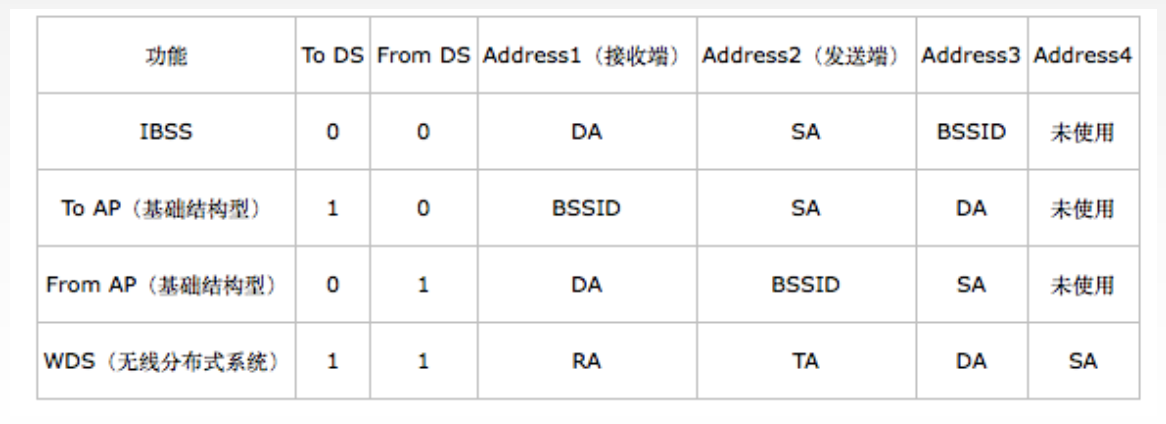 功能 To DS From DS Address1（接收端） Address2（发送端） Address3 Address4
IBSS 0 0 DA SA BSSID 未使用
To AP（基础结构型） 1 0 BSSID SA DA 未使用
From AP（基础结构型） 0 1 DA BSSID SA 未使用
WDS（无线分布式系统） 1 1 RA TA DA SA